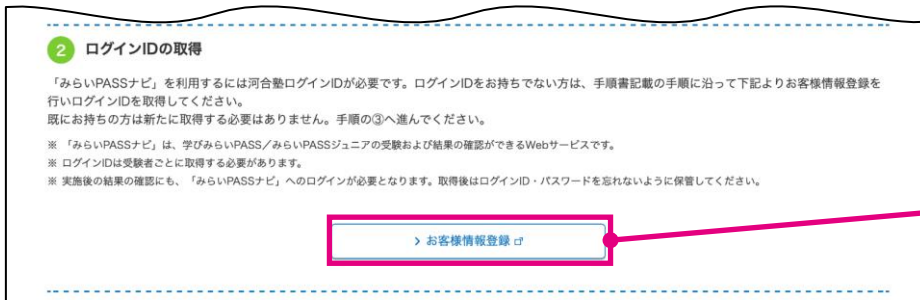 2 ログインIDの取得
「みらいPASSナビ」を利用するには河合塾ログインIDが必要です。ログインIDをお持ちでない方は、手順書記載の手順に沿って下記よりお客様情報登録を
行いログインIDを取得してください。
既にお持ちの方は新たに取得する必要はありません。手順の③へ進んでください。
※ 「みらいPASSナビ」は、学びみらいPASS／みらいPASSジュニアの受験および結果の確認ができるWebサービスです。
※ ログインIDは受験者ごとに取得する必要があります。
※ 実施後の結果の確認にも、「みらいPASSナビ」へのログインが必要となります。取得後はログインID・パスワードを忘れないように保管してください。
> お客様情報登録